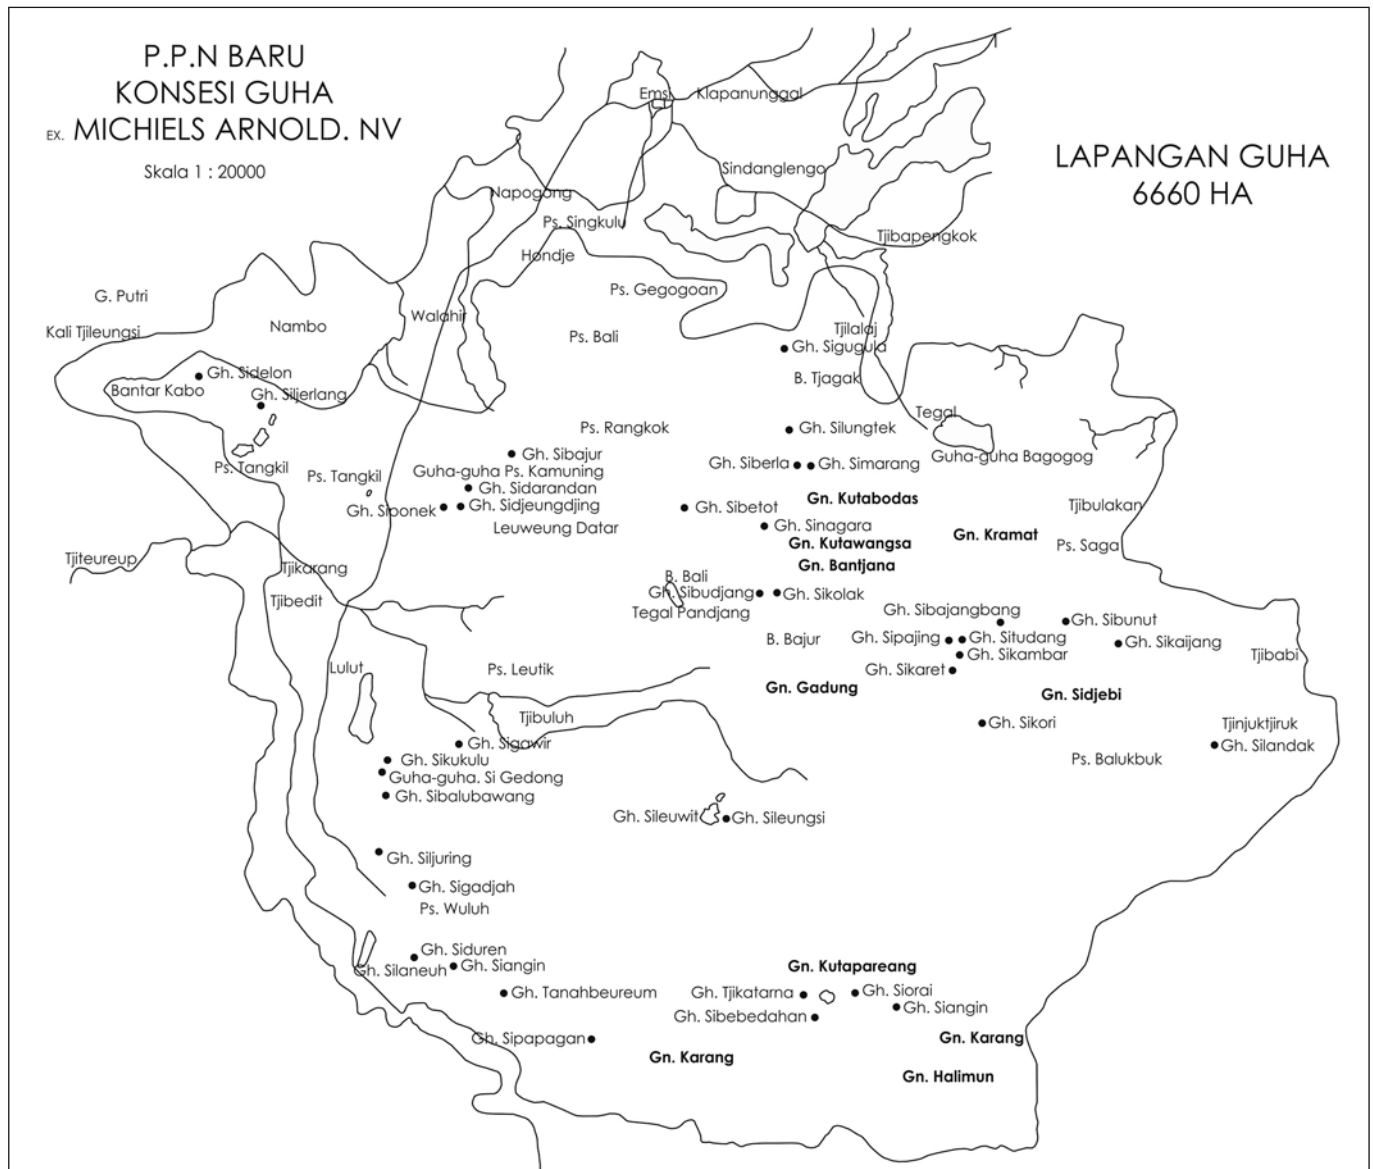 P.P.N BARU
KONSESI GUHA
EX. MICHIELS ARNOLD. NV
Skala 1 : 20000
LAPANGAN GUHA
6660 HA
Emsi
Klapanunggal
Sindanglengo
Napogong
Ps. Singkulu
Tjibapengkok
Hondje
G. Putri
Ps. Gegogoan
Walahir
Nambo
Kali Tjileungsi
Ps. Bali
Tjilalaj
Gh. Sigugula
Gh. Sidelon
B. Tjagak
Bantar Kabo
Gh. Siljerlang
Tegal
Ps. Rangkok
Gh. Silungtek
Gh. Sibajur
Guha-guha Bagogog
Ps. Tangkil
Guha-guha Ps. Kamuning
Gh. Siberla
Gh. Simarang
Ps. Tangkil
Gh. Sidarandan
Gn. Kutabodas
Gh. Siponek
Gh. Sidjeungdjing
Gh. Sibetot
Tjibulakan
Leuweung Datar
Gh. Sinagara
Gn. Kutawangsa
Gn. Kramat
Ps. Saga
Tjiteureup
Gn. Bantjana
Tjikarang
B. Bali
Gh. Sibudjang
Gh. Sikolak
Tjibedit
Tegal Pandjang
Gh. Sibajangbang
Gh. Sibunut
B. Bajur
Gh. Sipajing
Gh. Situdang
Gh. Sikaijang
Gh. Sikambar
Tjibabi
Lulut
Ps. Leutik
Gh. Sikaret
Gn. Gadung
Gn. Sidjebi
Tjibuluh
Gh. Sikori
Tjinjuktjiruk
Gh. Sigawir
Gh. Silandak
Gh. Sikukulu
Ps. Balukbuk
Guha-guha. Si Gedong
Gh. Sibalubawang
Gh. Sileuwit
Gh. Sileungsi
Gh. Siljuring
Gh. Sigadjah
Ps. Wuluh
Gh. Siduren
Gh. Silaneuh
Gh. Siangin
Gn. Kutapareang
Gh. Tanahbeureum
Gh. Tjikatarna
Gh. Siorai
Gh. Sibebedahan
Gh. Siangin
Gh. Sipapagan
Gn. Karang
Gn. Karang
Gn. Halimun